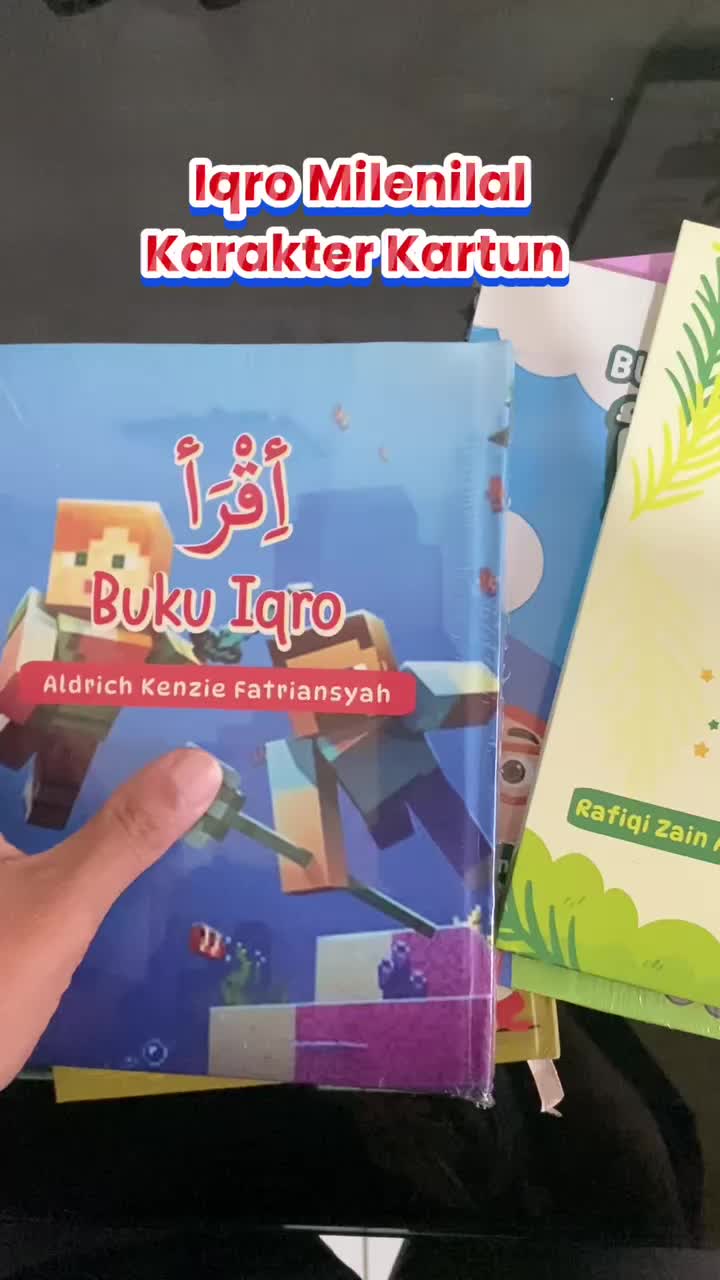 Iqro Milenilal
Karakter Kartun
أِقْرَأ
Buku Iqro
Aldrich Kenzie Fatriansyah
Rafiqi Zain